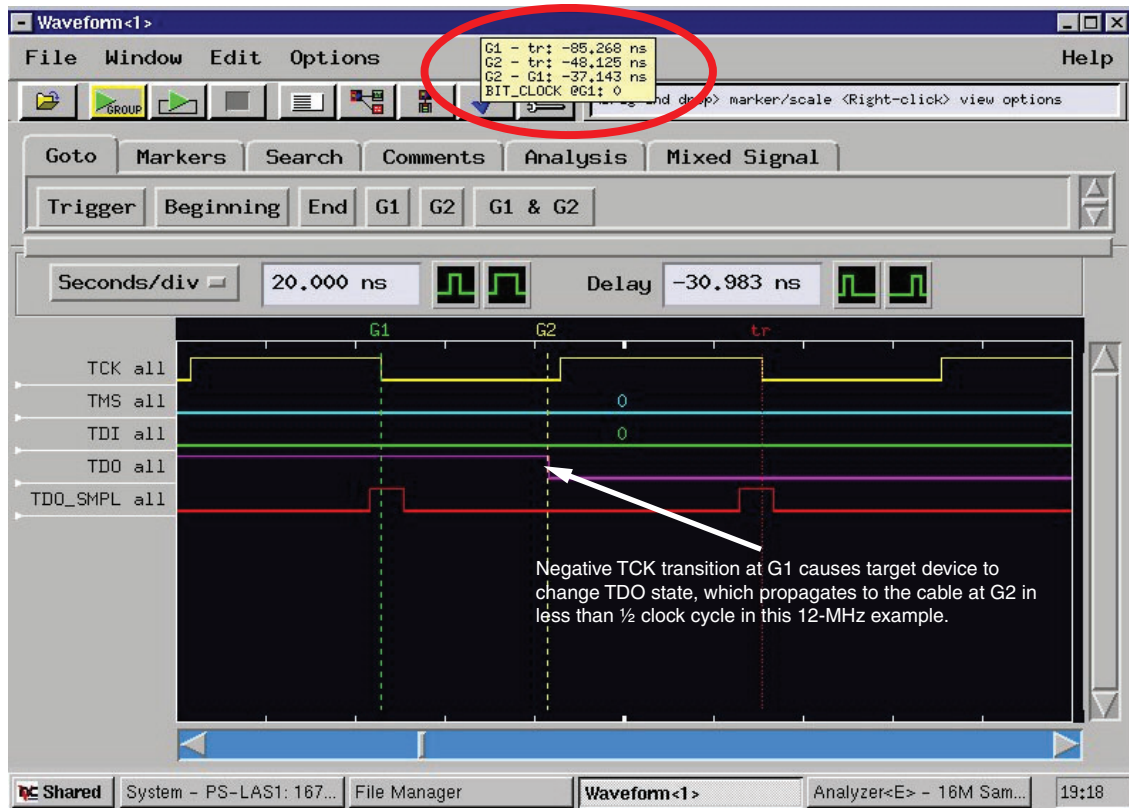 Waveform<1>
File Window Edit Options Help
G1 - tr: -85.268 ns
G2 - tr: -48.125 ns
G2 - G1: -37.143 ns
BIT_CLOCK @G1: 0
GROUP
and drop> marker/scale <Right-click> view options
Goto Markers Search Comments Analysis Mixed Signal
Trigger Beginning End G1 G2 G1 & G2
Seconds/div 20.000 ns Delay -30.983 ns
G1 G2 tr
TCK all
TMS all 0
TDI all 0
TDO all
TDO_SMPL all
Negative TCK transition at G1 causes target device to
change TDO state, which propagates to the cable at G2 in
less than ½ clock cycle in this 12-MHz example.
Shared System - PS-LAS1: 167... File Manager Waveform<1> Analyzer<E> - 16M Sam... 19:18